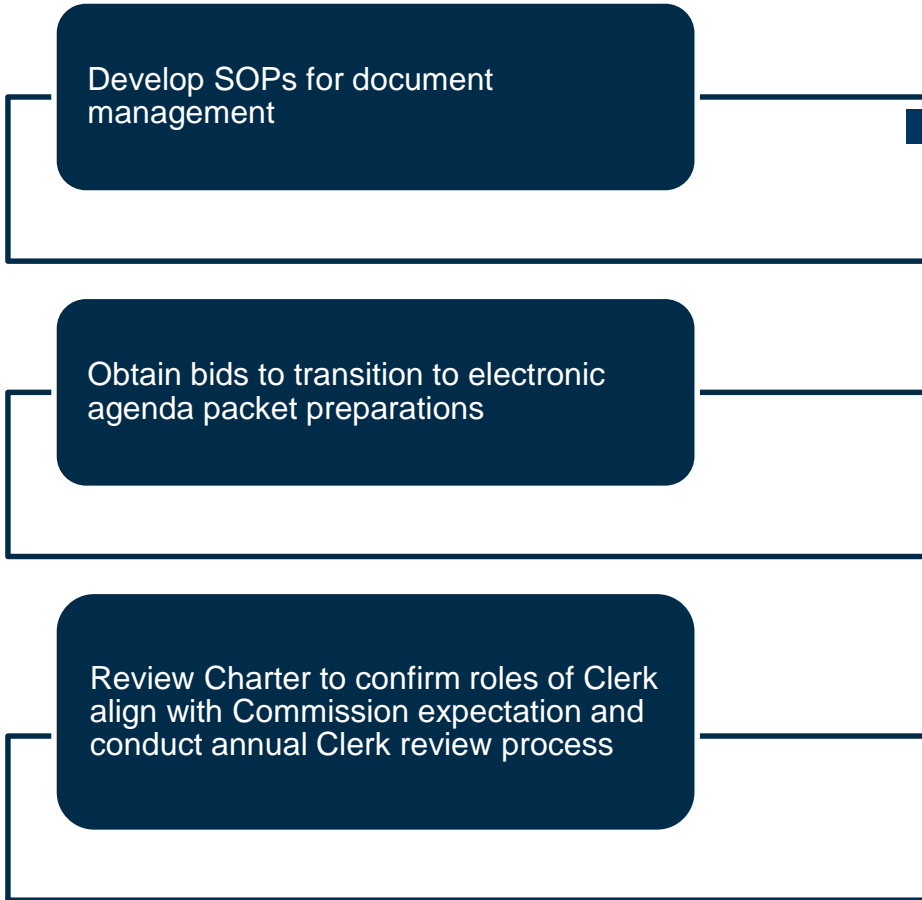 Develop SOPs for document
management
Obtain bids to transition to electronic
agenda packet preparations
Review Charter to confirm roles of Clerk
align with Commission expectation and
conduct annual Clerk review process